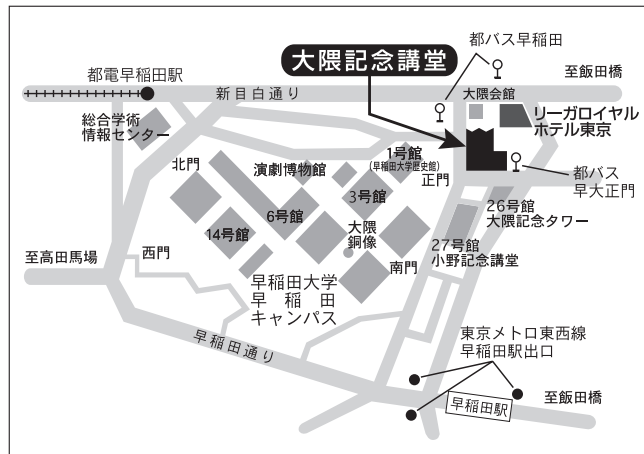 大隈記念講堂
都バス早稲田
都電早稲田駅
新目白通り
至飯田橋
大隈会館
リーガロイヤル
ホテル東京
総合学術
情報センター
北門
演劇博物館
1号館
(早稲田大学歴史館)
正門
都バス
早大正門
3号館
6号館
14号館
大隈
銅像
26号館
大隈記念タワー
27号館
小野記念講堂
西門
至高田馬場
南門
早稲田大学
早稲田
キャンパス
早稲田通り
東京メトロ東西線
早稲田駅出口
早稲田駅
至飯田橋